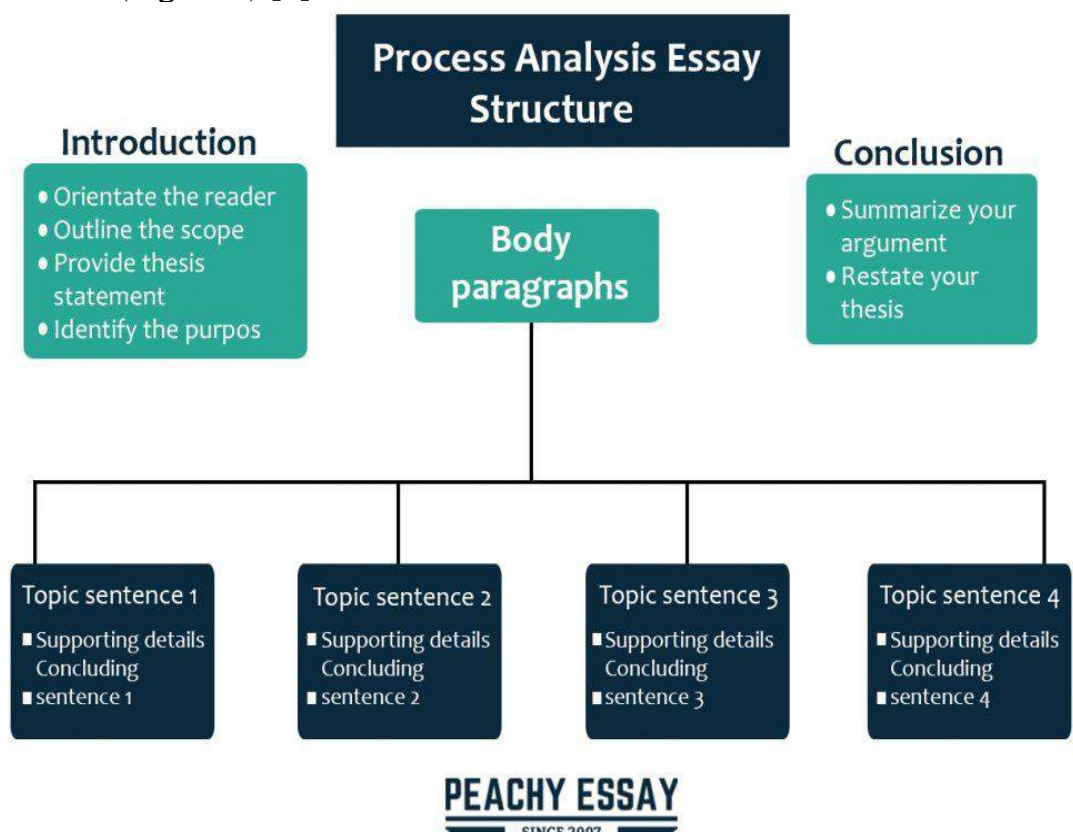 Process Analysis Essay
Structure
Introduction
• Orientate the reader
• Outline the scope
• Provide thesis
statement
• Identify the purpos
Body
paragraphs
Conclusion
• Summarize your
argument
• Restate your
thesis
Topic sentence 1
▪ Supporting details
Concluding
▪ sentence 1
Topic sentence 2
▪ Supporting details
Concluding
▪ sentence 2
Topic sentence 3
▪ Supporting details
Concluding
▪ sentence 3
Topic sentence 4
▪ Supporting details
Concluding
▪ sentence 4
PEACHY ESSAY
SINCE 2007